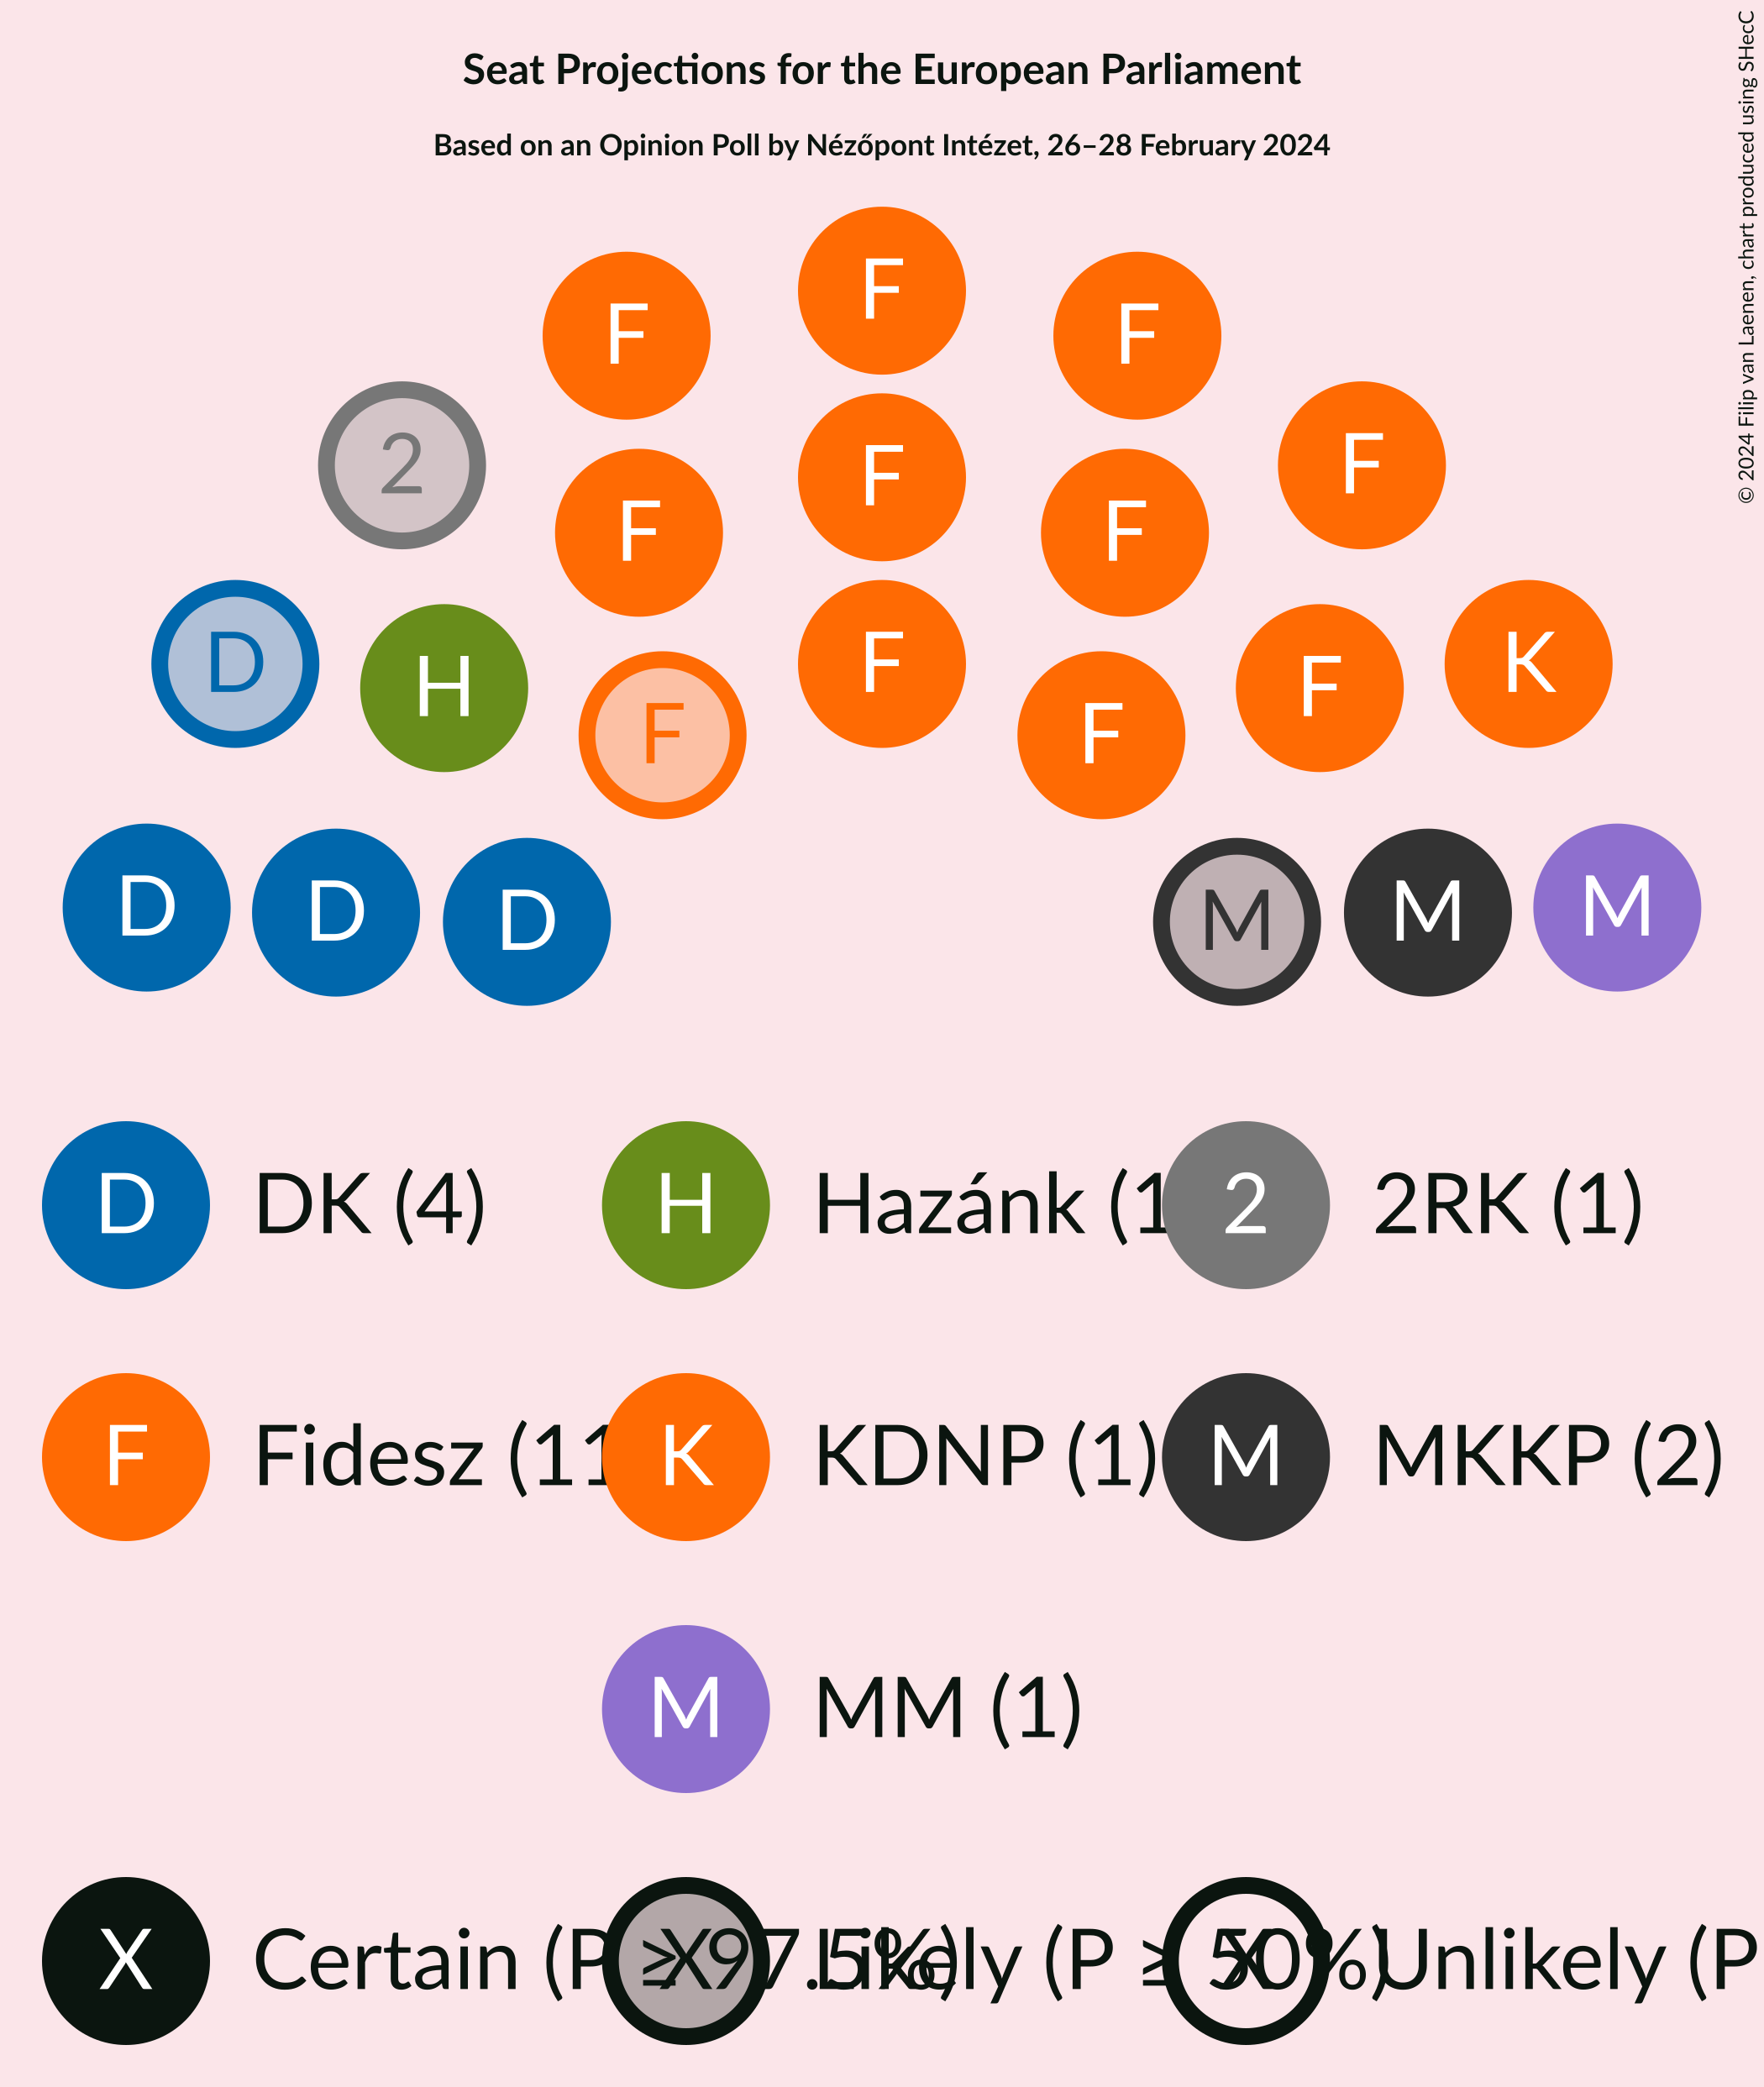 Seat Projections for the European Parliament
Based on an Opinion Poll by Nézőpont Intézet, 26–28 February 2024
© 2024 Filip van Laenen, chart produced using SHecC
F
F F
2 F
F
F F
D K
H F
F
F F
D D D M M M
D DK (4) H Hazánk (1 2 2RK (1)
F Fidesz (11 K KDNP (1) M MKKP (2)
M MM (1)
X Certain (P ≥ 97.5%) X Likely (P ≥ 50%) X Unlikely (P